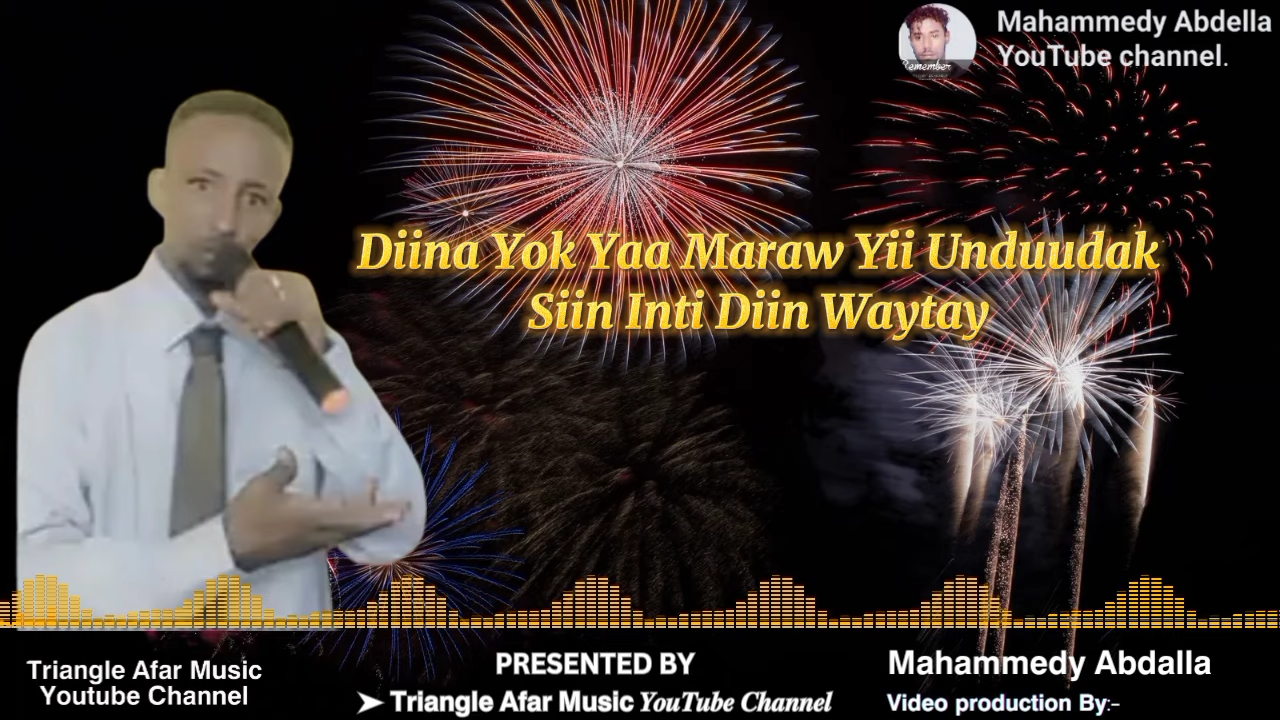 Mahammedy Abdella
YouTube channel.
Remember
Diina Yok Yaa Maraw Yii Unduudak
Siin Inti Diin Waytay
Triangle Afar Music
Youtube Channel
PRESENTED BY
➤ Triangle Afar Music YouTube Channel
Mahammedy Abdalla
Video production By:-